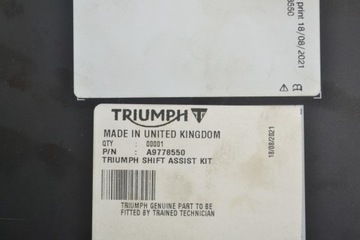 print 18/08/2021
8550
TRIUMPH
MADE IN UNITED KINGDOM
QTY : 00001
P/N : A9778550
TRIUMPH SHIFT ASSIST KIT
18/08/2021
TRIUMPH GENUINE PART TO BE
FITTED BY TRAINED TECHNICIAN